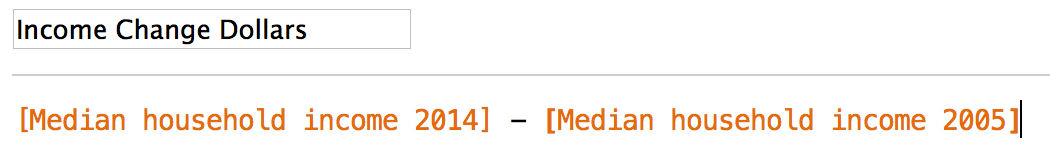 Income Change Dollars
[Median household income 2014] – [Median household income 2005]